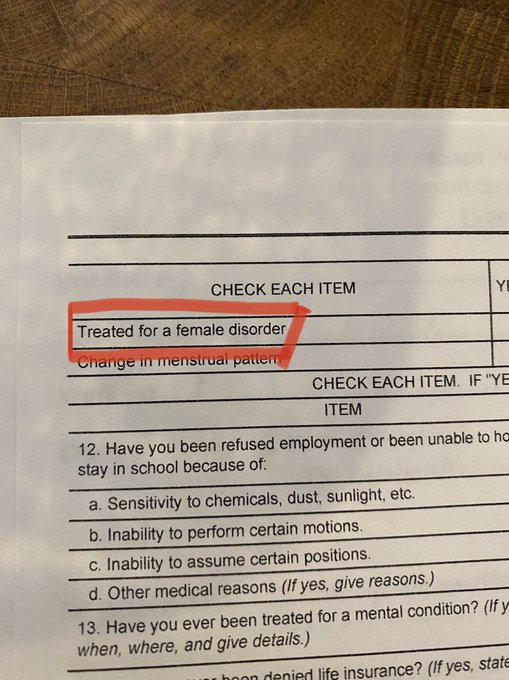 CHECK EACH ITEM
Treated for a female disorder
Change in menstrual pattern
CHECK EACH ITEM. IF "YE
ITEM
12. Have you been refused employment or been unable to ho
stay in school because of:
a. Sensitivity to chemicals, dust, sunlight, etc.
b. Inability to perform certain motions.
c. Inability to assume certain positions.
d. Other medical reasons (If yes, give reasons.)
13. Have you ever been treated for a mental condition? (If y
when, where, and give details.)
been denied life insurance? (If yes, state